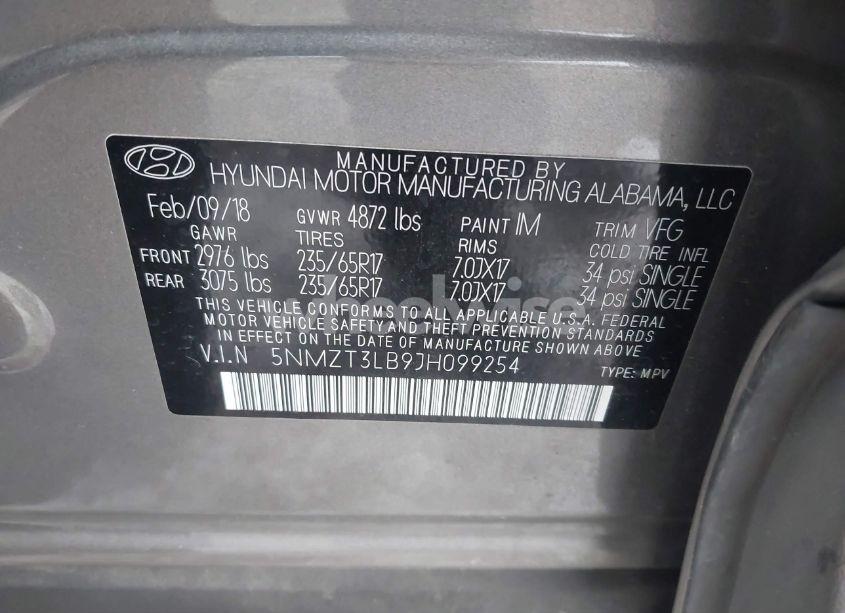 MANUFACTURED BY
HYUNDAI MOTOR MANUFACTURING ALABAMA, LLC
Feb/09/18 GVWR 4872 lbs PAINT IM TRIM VFG
GAWR TIRES RIMS COLD TIRE INFL
FRONT 2976 lbs 235/65R17 7.0JX17 34 psi SINGLE
REAR 3075 lbs 235/65R17 7.0JX17 34 psi SINGLE
THIS VEHICLE CONFORMS TO ALL APPLICABLE U.S.A. FEDERAL
MOTOR VEHICLE SAFETY AND THEFT PREVENTION STANDARDS
IN EFFECT ON THE DATE OF MANUFACTURE SHOWN ABOVE.
V.I.N 5NMZT3LB9JH099254 TYPE: MPV